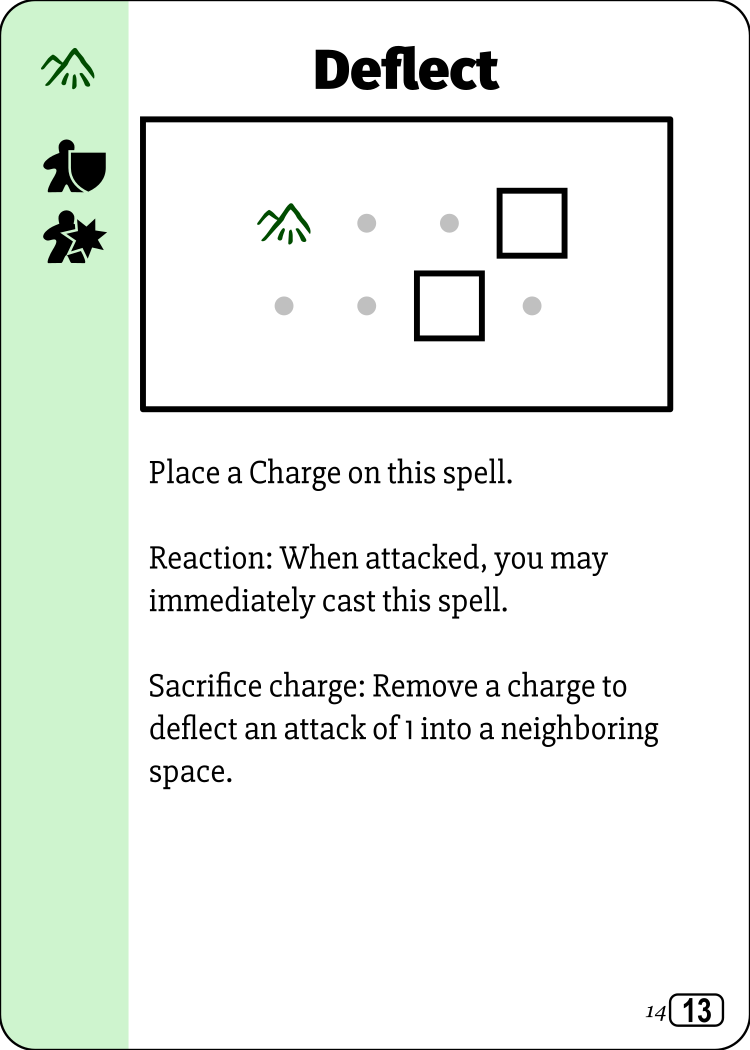 Deflect
Place a Charge on this spell.
Reaction: When attacked, you may
immediately cast this spell.
Sacrifice charge: Remove a charge to
deflect an attack of 1 into a neighboring
space.
14 13